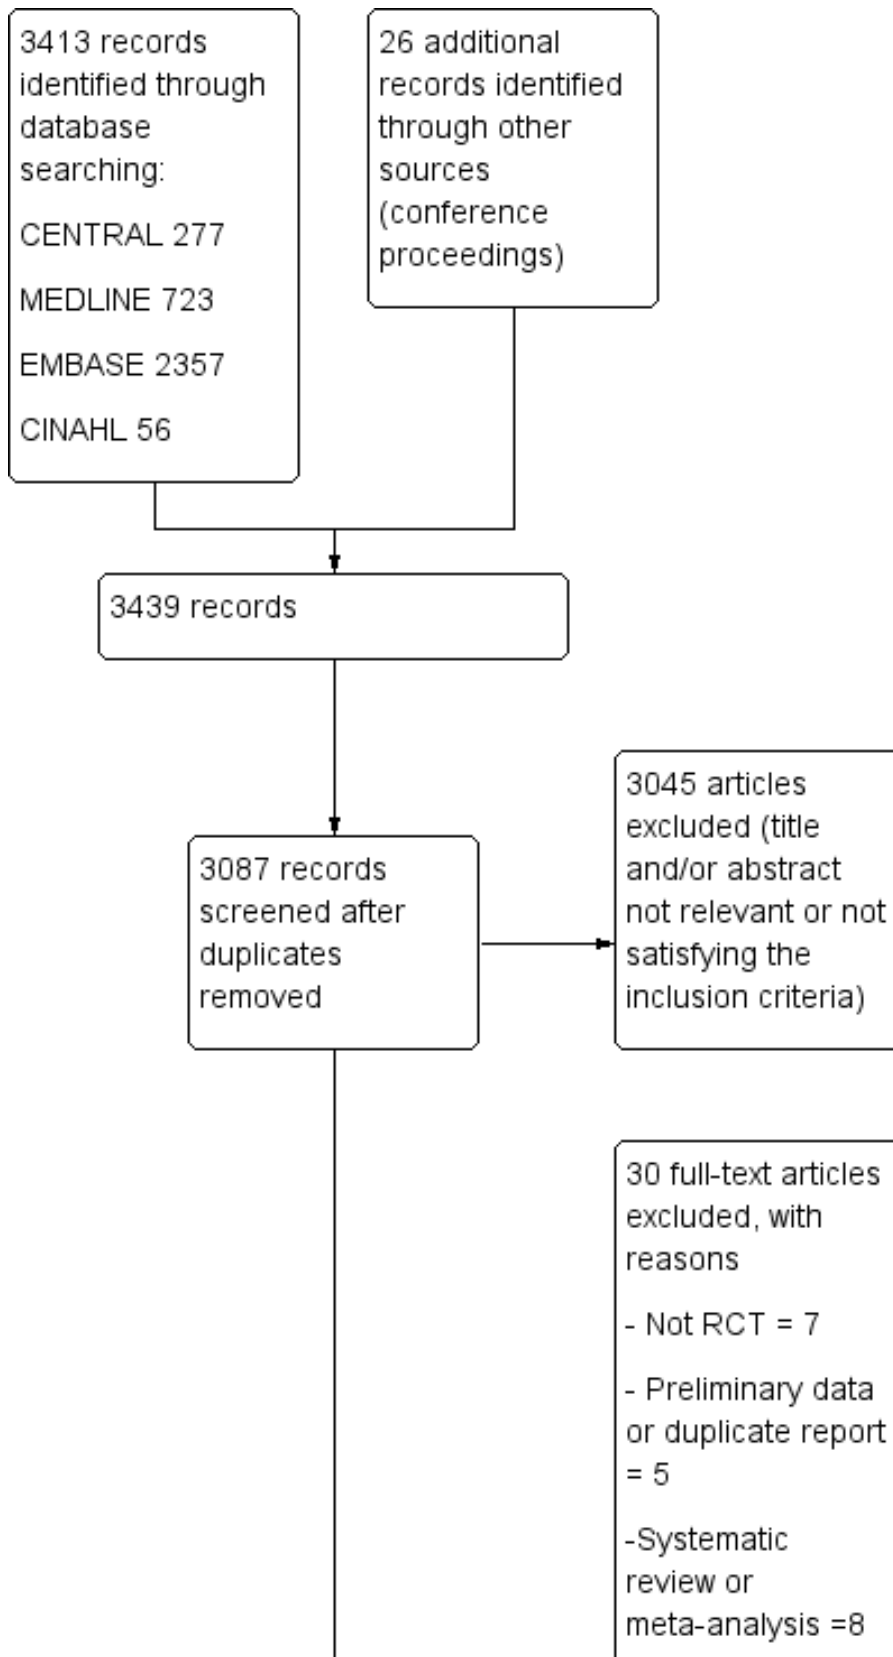 3413 records
identified through
database
searching:
CENTRAL 277
MEDLINE 723
EMBASE 2357
CINAHL 56
26 additional
records identified
through other
sources
(conference
proceedings)
3439 records
3087 records
screened after
duplicates
removed
3045 articles
excluded (title
and/or abstract
not relevant or not
satisfying the
inclusion criteria)
30 full-text articles
excluded, with
reasons
- Not RCT = 7
- Preliminary data
or duplicate report
= 5
-Systematic
review or
meta-analysis =8